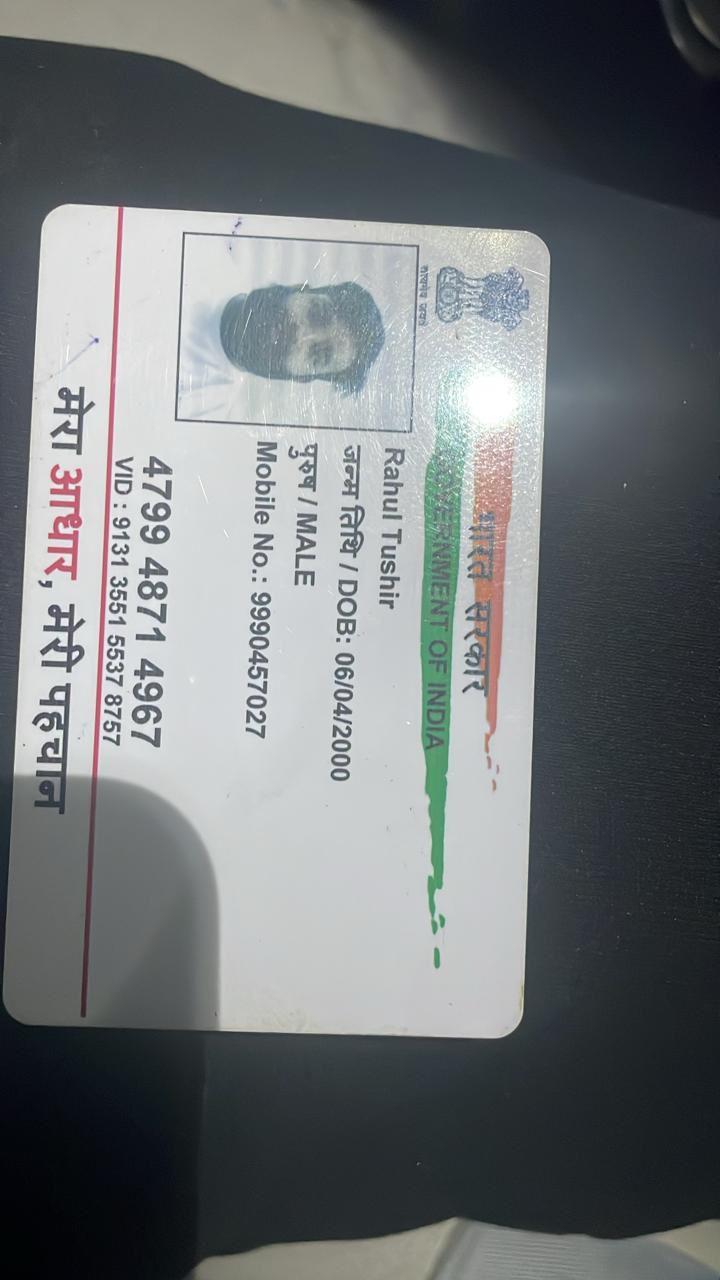 भारत सरकार
GOVERNMENT OF INDIA
सत्यमेव जयते
Rahul Tushir
जन्म तिथि / DOB: 06/04/2000
पुरुष / MALE
Mobile No.: 9990457027
4799 4871 4967
VID : 9131 3551 5537 8757
मेरा आधार, मेरी पहचान